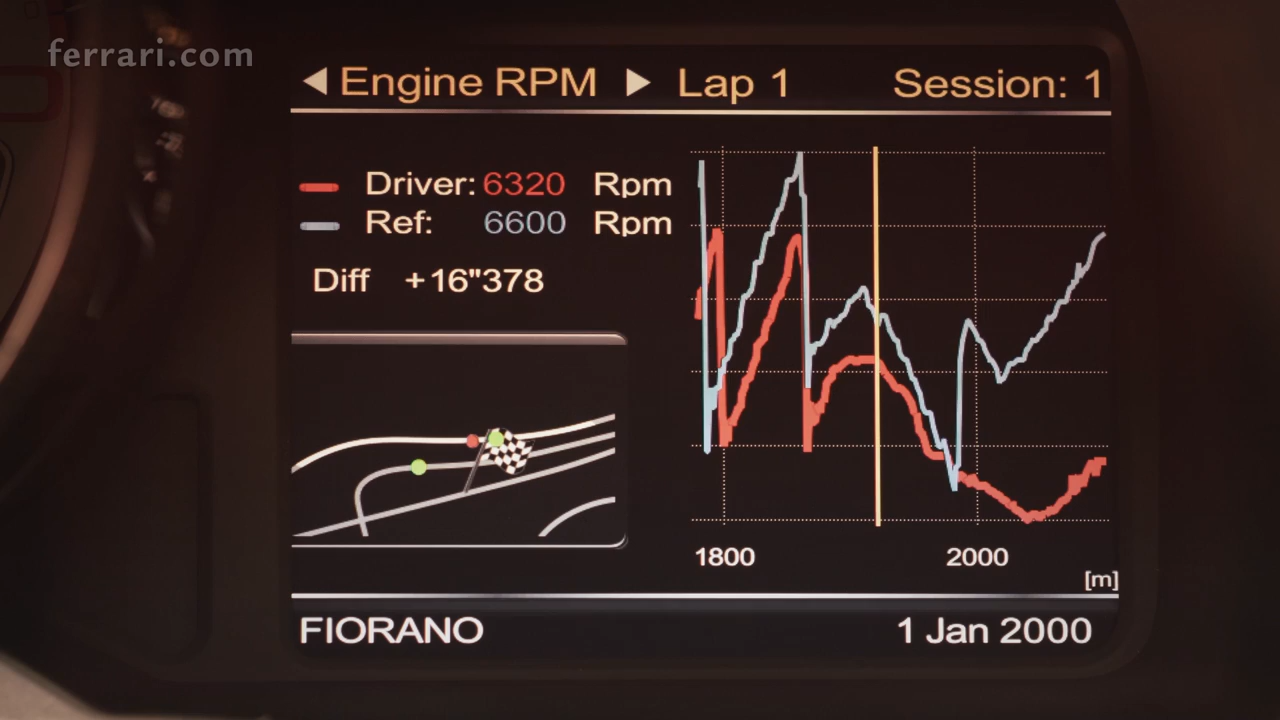 ferrari.com
Engine RPM Lap 1 Session: 1
Driver: 6320 Rpm
Ref: 6600 Rpm
Diff +16"378
1800 2000
[m]
FIORANO 1 Jan 2000